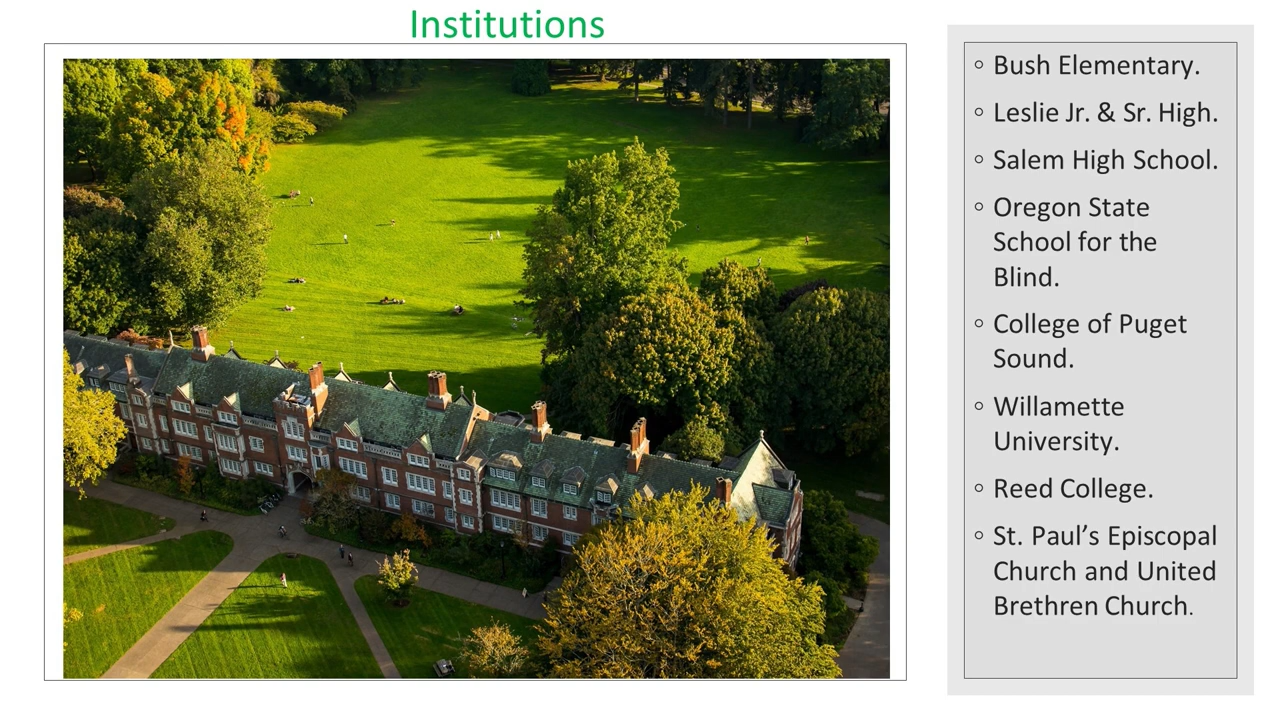 Institutions
◦ Bush Elementary.
◦ Leslie Jr. & Sr. High.
◦ Salem High School.
◦ Oregon State
School for the
Blind.
◦ College of Puget
Sound.
◦ Willamette
University.
◦ Reed College.
◦ St. Paul’s Episcopal
Church and United
Brethren Church.